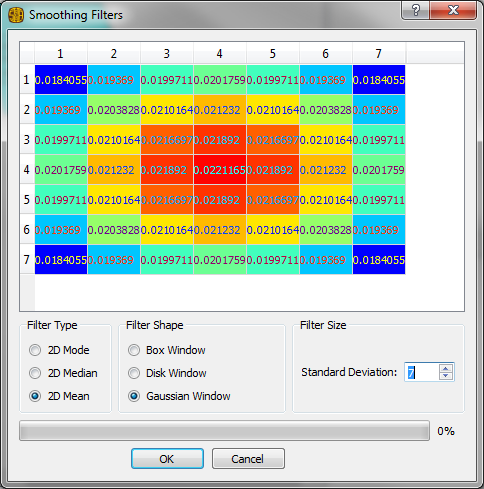 Smoothing Filters
1 2 3 4 5 6 7
1 0.0184055 0.019369 0.0199711 0.0201759 0.0199711 0.019369 0.0184055
2 0.019369 0.0203828 0.0210164 0.021232 0.0210164 0.0203828 0.019369
3 0.0199711 0.0210164 0.0216697 0.021892 0.0216697 0.0210164 0.0199711
4 0.0201759 0.021232 0.021892 0.0221165 0.021892 0.021232 0.0201759
5 0.0199711 0.0210164 0.0216697 0.021892 0.0216697 0.0210164 0.0199711
6 0.019369 0.0203828 0.0210164 0.021232 0.0210164 0.0203828 0.019369
7 0.0184055 0.019369 0.0199711 0.0201759 0.0199711 0.019369 0.0184055
Filter Type Filter Shape Filter Size
2D Mode Box Window
2D Median Disk Window Standard Deviation: 7
2D Mean Gaussian Window
0%
OK Cancel